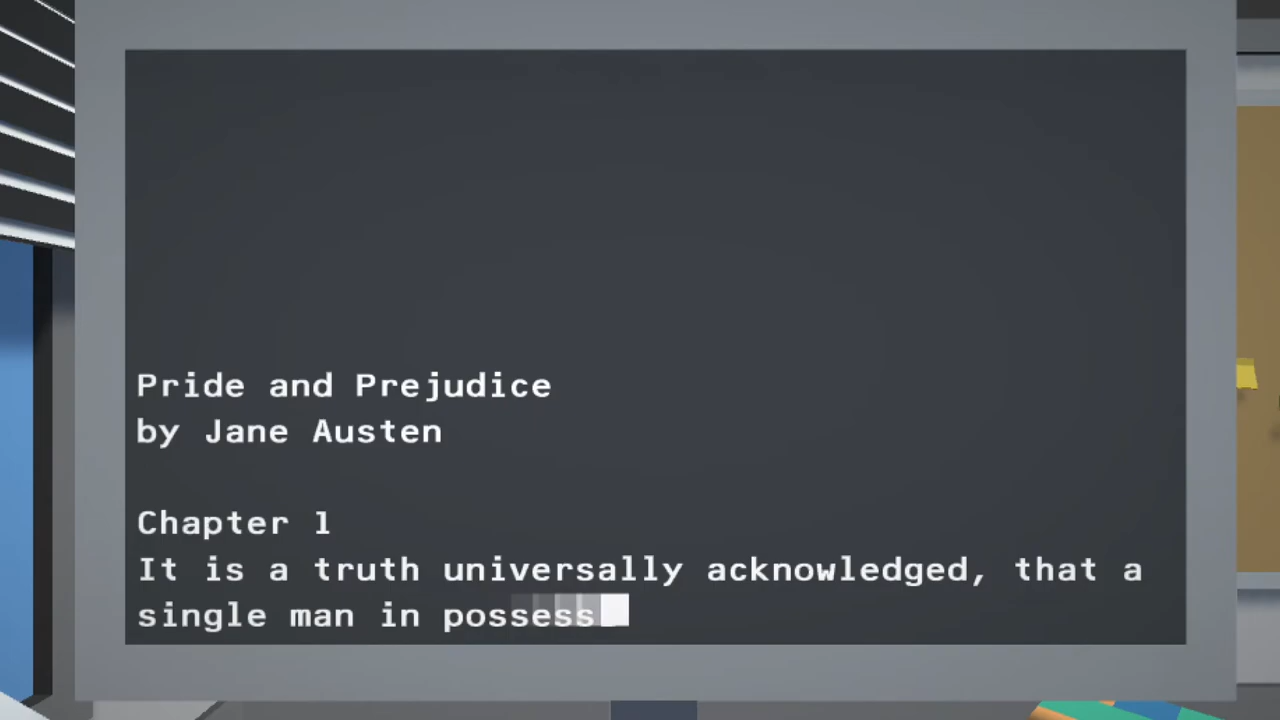 Pride and Prejudice
by Jane Austen
Chapter 1
It is a truth universally acknowledged, that a
single man in possess